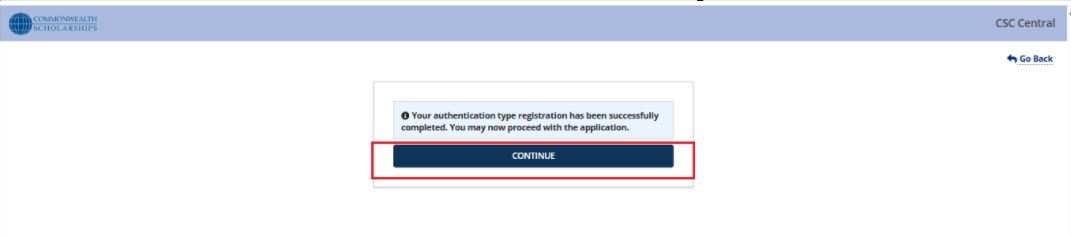 COMMONWEALTH
SCHOLARSHIPS
CSC Central
Go Back
Your authentication type registration has been successfully
completed. You may now proceed with the application.
CONTINUE